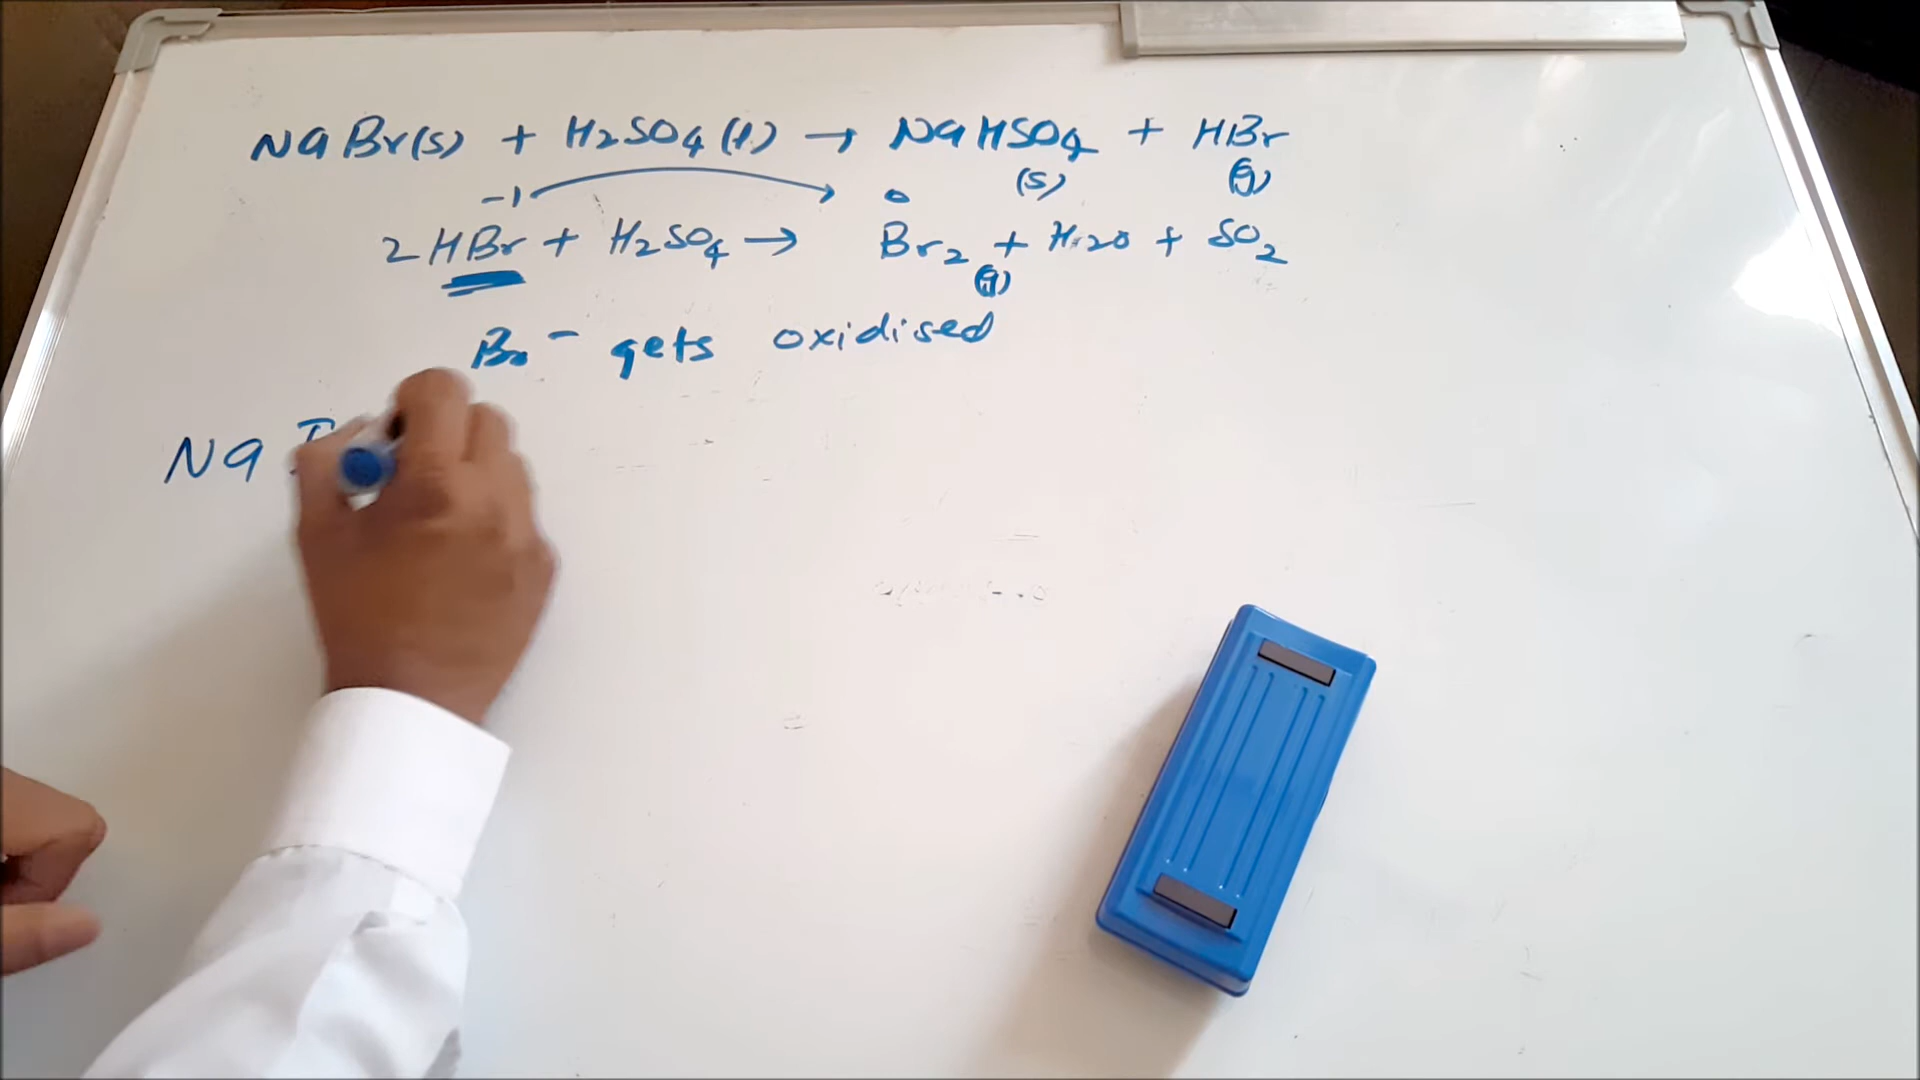 NaBr(s) + H2SO4(l) → NaHSO4 + HBr
(s) (g)
-1 → 0
2HBr + H2SO4 → Br2 + H2O + SO2
(g)
Br- gets oxidised
Na I